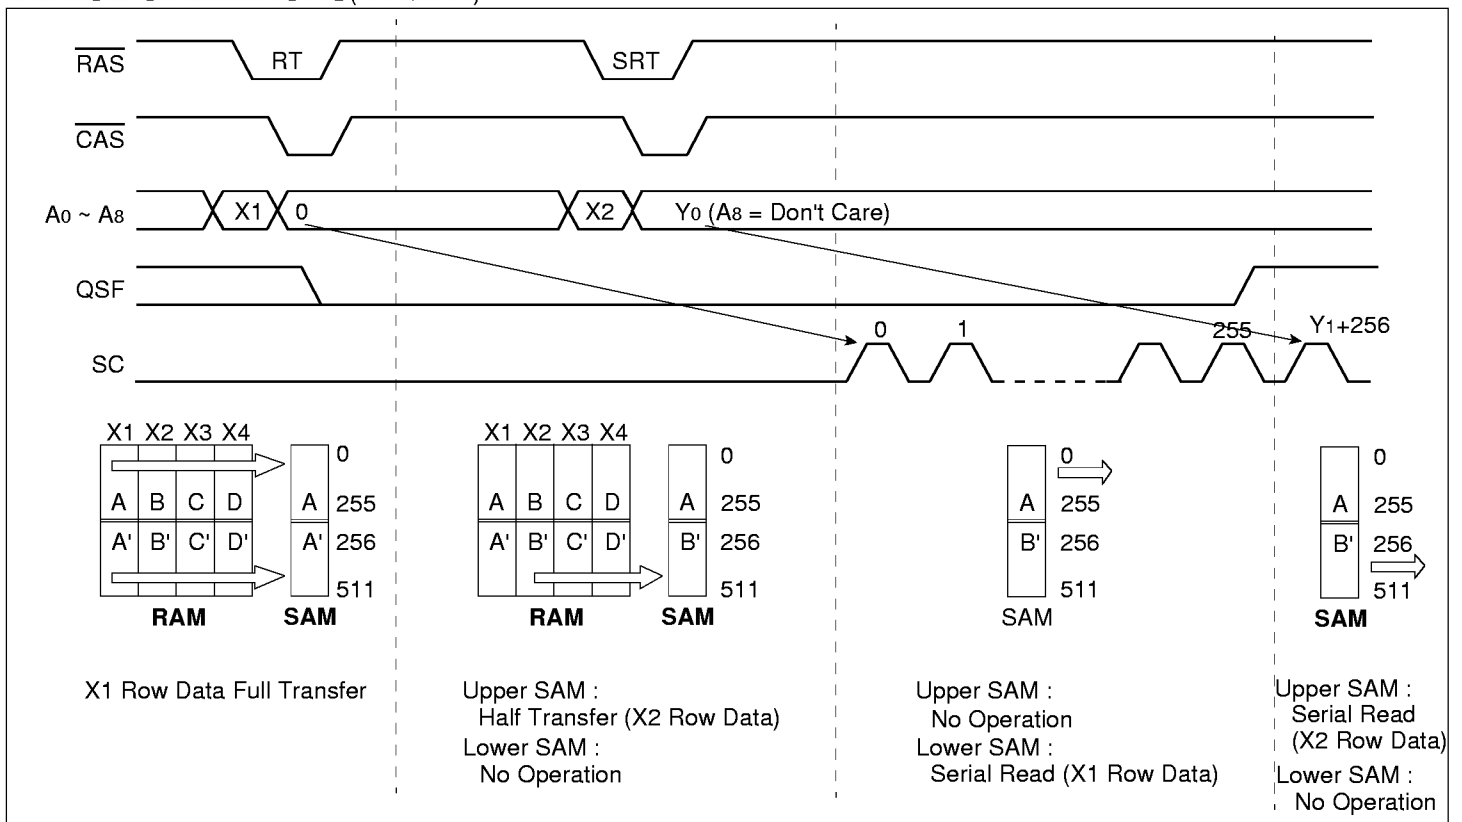 RAS RT SRT
CAS
A0 ~ A8 X1 0 X2 Y0 (A8 = Don't Care)
QSF
0 1 255 Y1+256
SC
X1 X2 X3 X4 X1 X2 X3 X4
0 0 0 0
A B C D A 255 A B C D A 255 A 255 A 255
A' B' C' D' A' 256 A' B' C' D' B' 256 B' 256 B' 256
511 511 511 511
RAM SAM RAM SAM SAM SAM
X1 Row Data Full Transfer
Upper SAM :
Half Transfer (X2 Row Data)
Lower SAM :
No Operation
Upper SAM :
No Operation
Lower SAM :
Serial Read (X1 Row Data)
Upper SAM :
Serial Read
(X2 Row Data)
Lower SAM :
No Operation